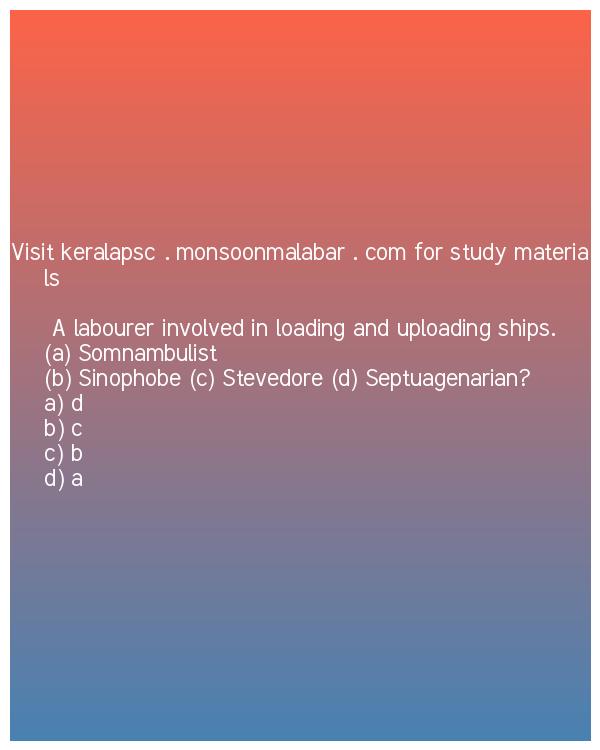 Visit keralapsc . monsoonmalabar . com for study materia
ls
A labourer involved in loading and uploading ships.
(a) Somnambulist
(b) Sinophobe (c) Stevedore (d) Septuagenarian?
a) d
b) c
c) b
d) a